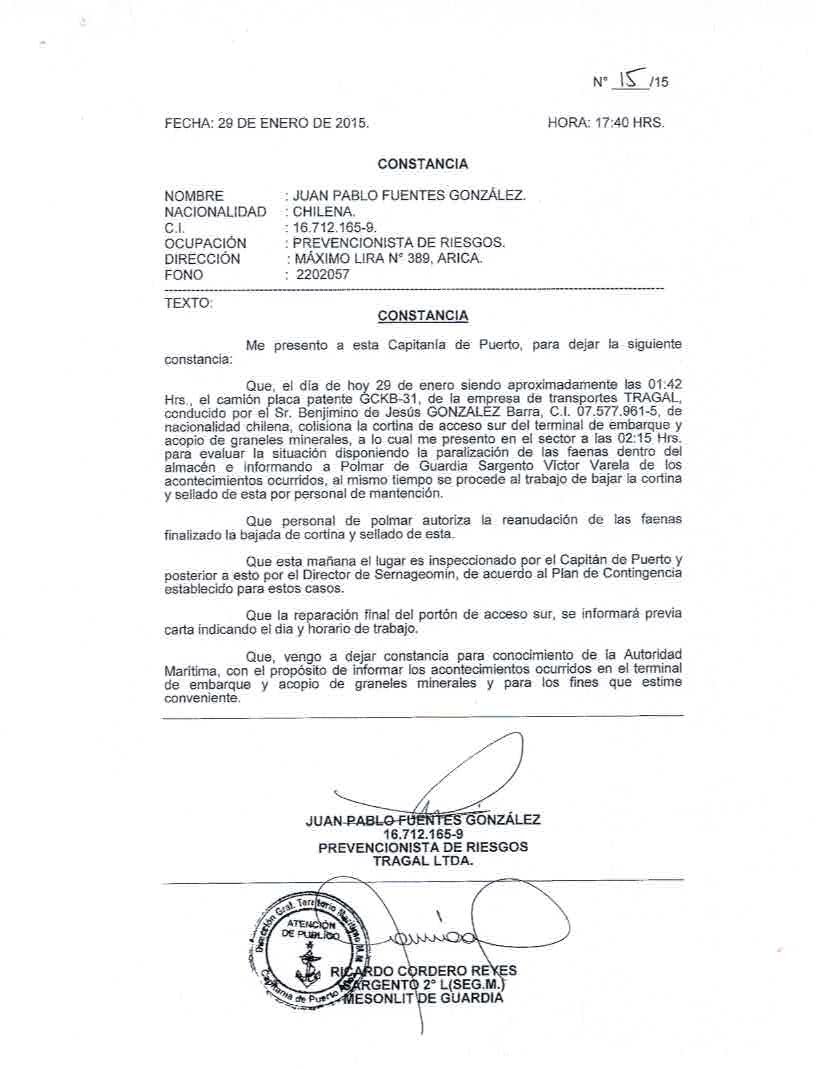 N° 15 /15
FECHA: 29 DE ENERO DE 2015. HORA: 17:40 HRS.
CONSTANCIA
NOMBRE : JUAN PABLO FUENTES GONZÁLEZ.
NACIONALIDAD : CHILENA.
C.I. : 16.712.165-9.
OCUPACIÓN : PREVENCIONISTA DE RIESGOS.
DIRECCIÓN : MÁXIMO LIRA N° 389, ARICA.
FONO : 2202057
TEXTO:
CONSTANCIA
Me presento a esta Capitanía de Puerto, para dejar la siguiente
constancia:
Que, el día de hoy 29 de enero siendo aproximadamente las 01:42
Hrs., el camión placa patente GCKB-31, de la empresa de transportes TRAGAL,
conducido por el Sr. Benjimino de Jesús GONZALEZ Barra, C.I. 07.577.961-5, de
nacionalidad chilena, colisiona la cortina de acceso sur del terminal de embarque y
acopio de graneles minerales, a lo cual me presento en el sector a las 02:15 Hrs.
para evaluar la situación disponiendo la paralización de las faenas dentro del
almacén e informando a Polmar de Guardia Sargento Víctor Varela de los
acontecimientos ocurridos, al mismo tiempo se procede al trabajo de bajar la cortina
y sellado de esta por personal de mantención.
Que personal de polmar autoriza la reanudación de las faenas
finalizado la bajada de cortina y sellado de esta.
Que esta mañana el lugar es inspeccionado por el Capitán de Puerto y
posterior a esto por el Director de Sernageomin, de acuerdo al Plan de Contingencia
establecido para estos casos.
Que la reparación final del portón de acceso sur, se informará previa
carta indicando el dia y horario de trabajo.
Que, vengo a dejar constancia para conocimiento de la Autoridad
Marítima, con el propósito de informar los acontecimientos ocurridos en el terminal
de embarque y acopio de graneles minerales y para los fines que estime
conveniente.
JUAN PABLO FUENTES GONZÁLEZ
16.712.165-9
PREVENCIONISTA DE RIESGOS
TRAGAL LTDA.
Dirección Gral. Territorio Marítimo M.M.
ATENCIÓN
DE PUBLICO
Capitanía de Puerto
RICARDO CORDERO REYES
SARGENTO 2° L(SEG.M.)
MESONLIT DE GUARDIA